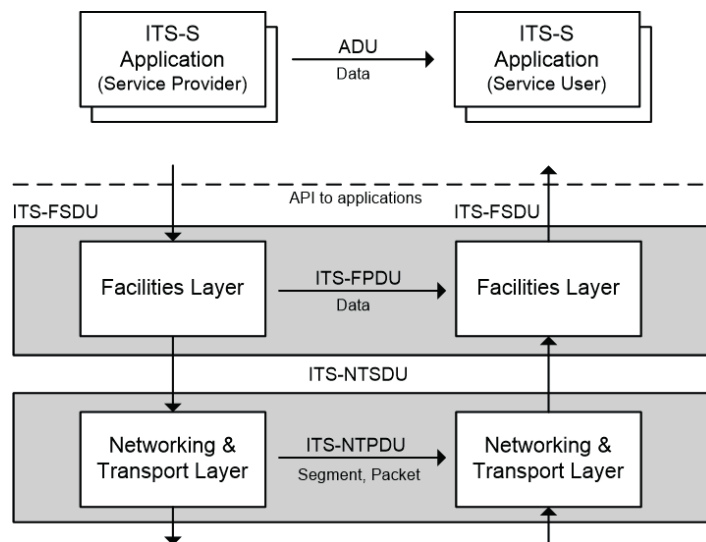 ITS-S
Application
(Service Provider)
ADU
Data
ITS-S
Application
(Service User)
API to applications
ITS-FSDU
ITS-FSDU
Facilities Layer
ITS-FPDU
Data
Facilities Layer
ITS-NTSDU
Networking &
Transport Layer
ITS-NTPDU
Segment, Packet
Networking &
Transport Layer